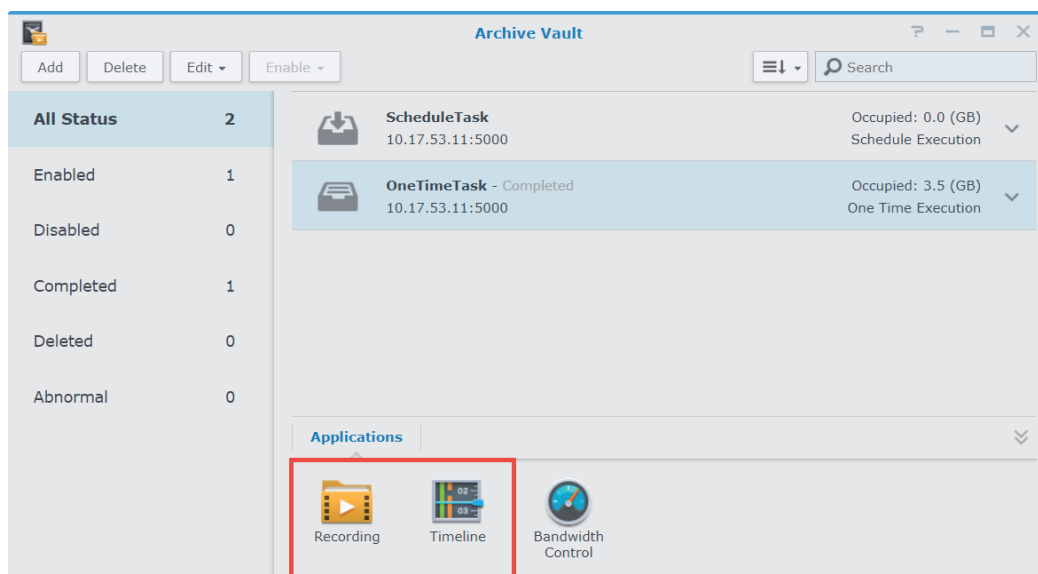 Archive Vault
Add Delete Edit Enable Search
All Status 2
Enabled 1
Disabled 0
Completed 1
Deleted 0
Abnormal 0
ScheduleTask Occupied: 0.0 (GB)
10.17.53.11:5000 Schedule Execution
OneTimeTask - Completed Occupied: 3.5 (GB)
10.17.53.11:5000 One Time Execution
Applications
02
03
Recording Timeline Bandwidth
Control